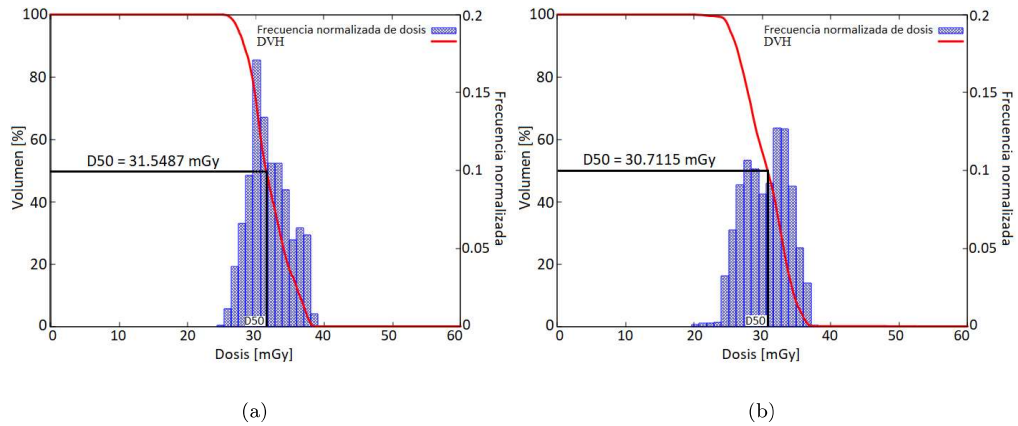 100
80
60
40
20
0
Volumen [%]
Frecuencia normalizada de dosis
DVH
D50 = 31.5487 mGy
D50
0 10 20 30 40 50 60
Dosis [mGy]
0.2
0.15
0.1
0.05
0
Frecuencia normalizada
(a)
100
80
60
40
20
0
Volumen [%]
Frecuencia normalizada de dosis
DVH
D50 = 30.7115 mGy
D50
0 10 20 30 40 50 60
Dosis [mGy]
0.2
0.15
0.1
0.05
0
Frecuencia normalizada
(b)